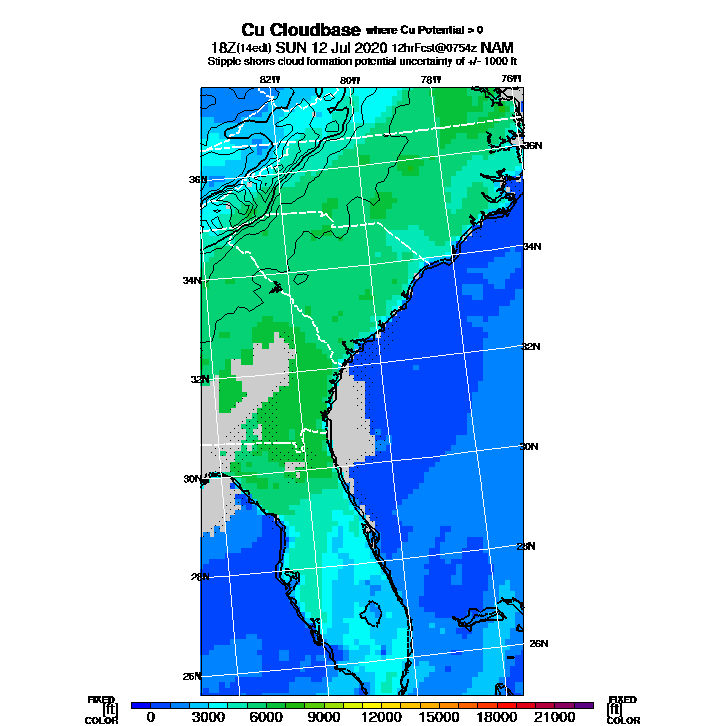 Cu Cloudbase where Cu Potential > 0
18Z(14edt) SUN 12 Jul 2020 12hrFcst@0754z NAM
Stipple shows cloud formation potential uncertainty of +/- 1000 ft
82W 80W 78W 76W
36N
36N
34N
34N
32N
32N
30N
30N
28N
28N
26N
26N
FIXED [ft] COLOR
0 3000 6000 9000 12000 15000 18000 21000
FIXED [ft] COLOR